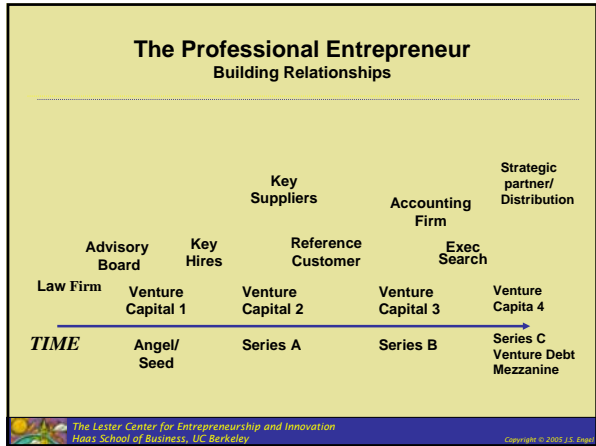 The Professional Entrepreneur
Building Relationships
Strategic
partner/
Distribution
Key
Suppliers
Accounting
Firm
Advisory
Board
Key
Hires
Reference
Customer
Exec
Search
Law Firm
Venture
Capital 1
Venture
Capital 2
Venture
Capital 3
Venture
Capita 4
TIME
Angel/
Seed
Series A
Series B
Series C
Venture Debt
Mezzanine
The Lester Center for Entrepreneurship and Innovation
Haas School of Business, UC Berkeley
Copyright © 2005 J.S. Engel